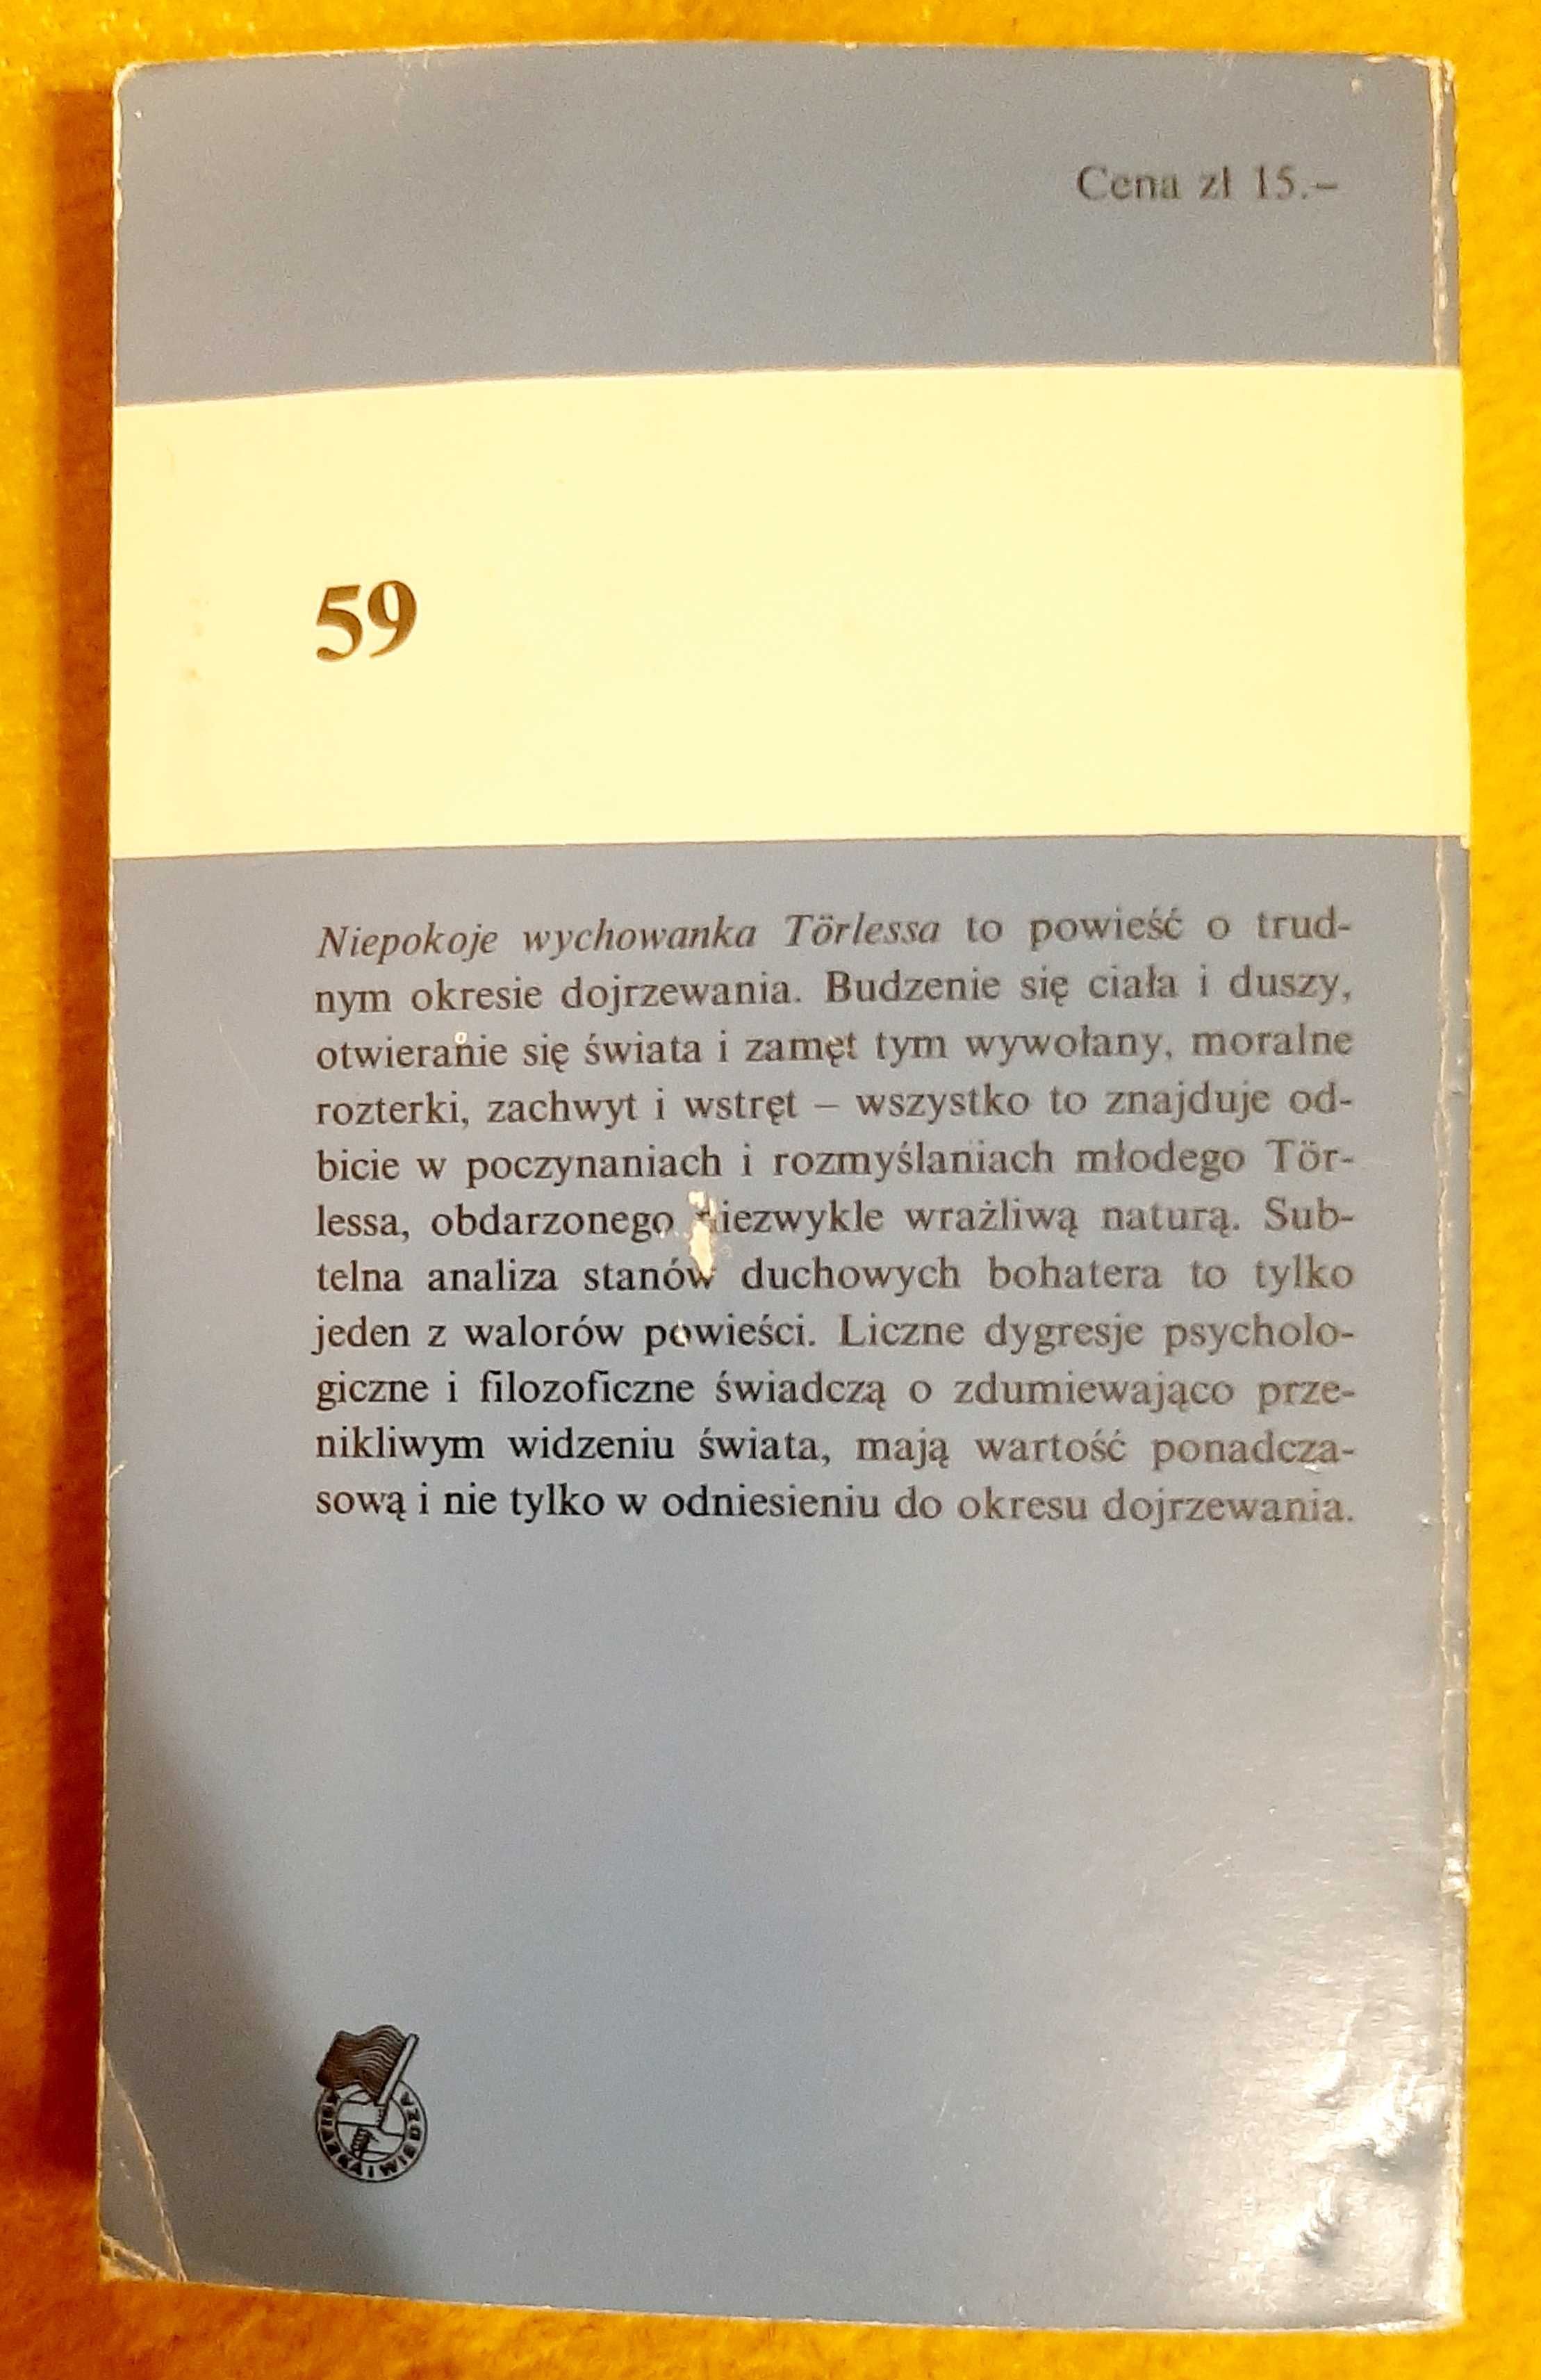 Cena zł 15.–
59
Niepokoje wychowanka Törlessa to powieść o trud-
nym okresie dojrzewania. Budzenie się ciała i duszy,
otwieranie się świata i zamęt tym wywołany, moralne
rozterki, zachwyt i wstręt – wszystko to znajduje od-
bicie w poczynaniach i rozmyślaniach młodego Tör-
lessa, obdarzonego niezwykle wrażliwą naturą. Sub-
telna analiza stanów duchowych bohatera to tylko
jeden z walorów powieści. Liczne dygresje psycholo-
giczne i filozoficzne świadczą o zdumiewająco prze-
nikliwym widzeniu świata, mają wartość ponadcza-
sową i nie tylko w odniesieniu do okresu dojrzewania.
KSIĄŻKA I WIEDZA